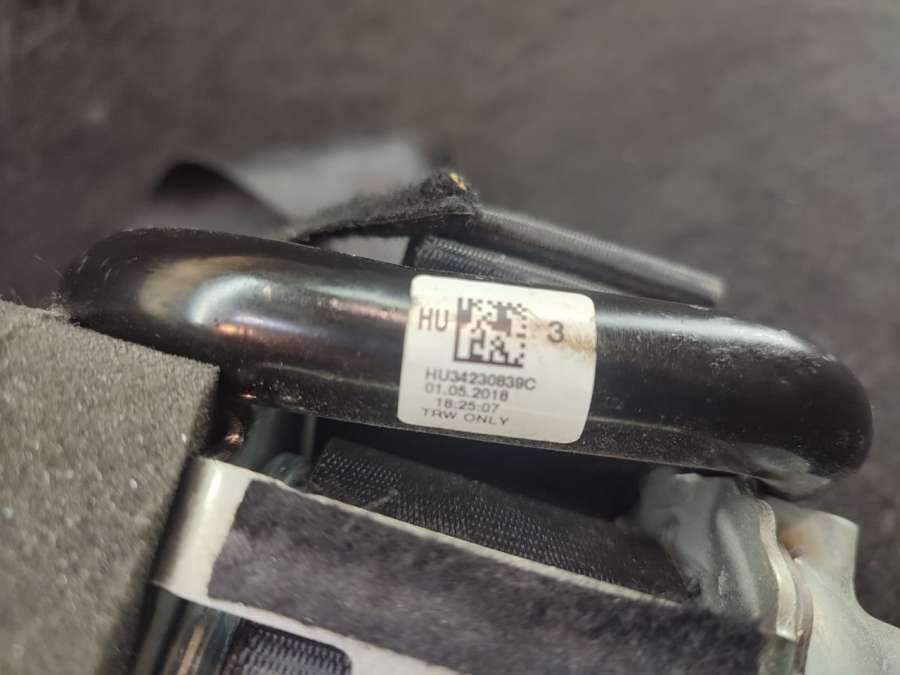 HU 3
HU34230839C
01.05.2018
18:25:07
TRW ONLY